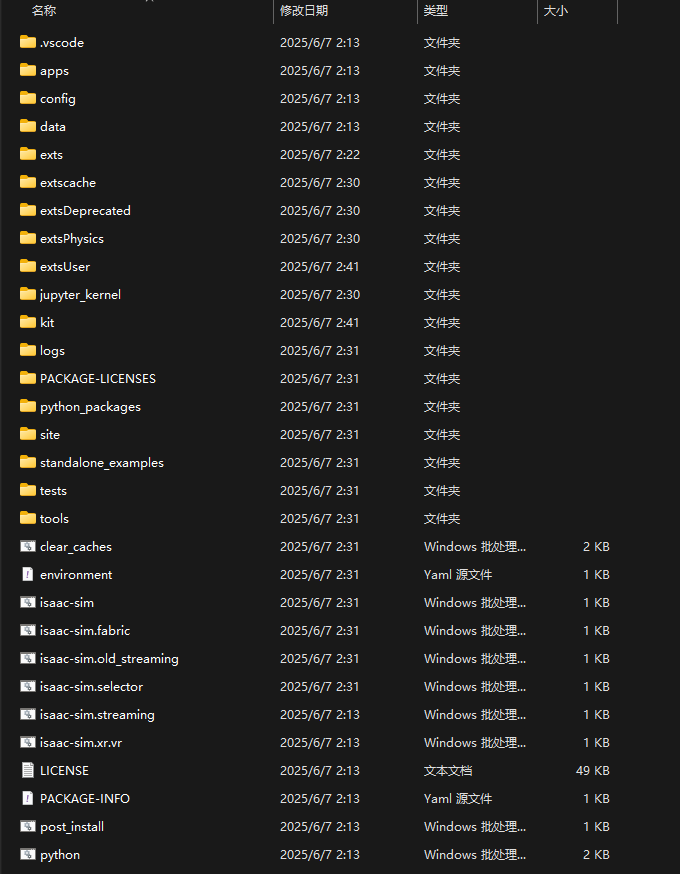 名称 修改日期 类型 大小
.vscode 2025/6/7 2:13 文件夹
apps 2025/6/7 2:13 文件夹
config 2025/6/7 2:13 文件夹
data 2025/6/7 2:13 文件夹
exts 2025/6/7 2:22 文件夹
extscache 2025/6/7 2:30 文件夹
extsDeprecated 2025/6/7 2:30 文件夹
extsPhysics 2025/6/7 2:30 文件夹
extsUser 2025/6/7 2:41 文件夹
jupyter_kernel 2025/6/7 2:30 文件夹
kit 2025/6/7 2:41 文件夹
logs 2025/6/7 2:31 文件夹
PACKAGE-LICENSES 2025/6/7 2:31 文件夹
python_packages 2025/6/7 2:31 文件夹
site 2025/6/7 2:31 文件夹
standalone_examples 2025/6/7 2:31 文件夹
tests 2025/6/7 2:31 文件夹
tools 2025/6/7 2:31 文件夹
clear_caches 2025/6/7 2:31 Windows 批处理... 2 KB
environment 2025/6/7 2:31 Yaml 源文件 1 KB
isaac-sim 2025/6/7 2:31 Windows 批处理... 1 KB
isaac-sim.fabric 2025/6/7 2:31 Windows 批处理... 1 KB
isaac-sim.old_streaming 2025/6/7 2:31 Windows 批处理... 1 KB
isaac-sim.selector 2025/6/7 2:31 Windows 批处理... 1 KB
isaac-sim.streaming 2025/6/7 2:13 Windows 批处理... 1 KB
isaac-sim.xr.vr 2025/6/7 2:13 Windows 批处理... 1 KB
LICENSE 2025/6/7 2:13 文本文档 49 KB
PACKAGE-INFO 2025/6/7 2:13 Yaml 源文件 1 KB
post_install 2025/6/7 2:13 Windows 批处理... 1 KB
python 2025/6/7 2:13 Windows 批处理... 2 KB